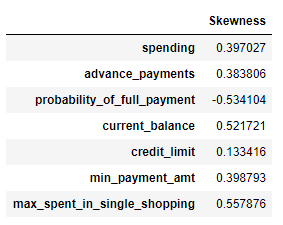 Skewness
spending 0.397027
advance_payments 0.383806
probability_of_full_payment -0.534104
current_balance 0.521721
credit_limit 0.133416
min_payment_amt 0.398793
max_spent_in_single_shopping 0.557876